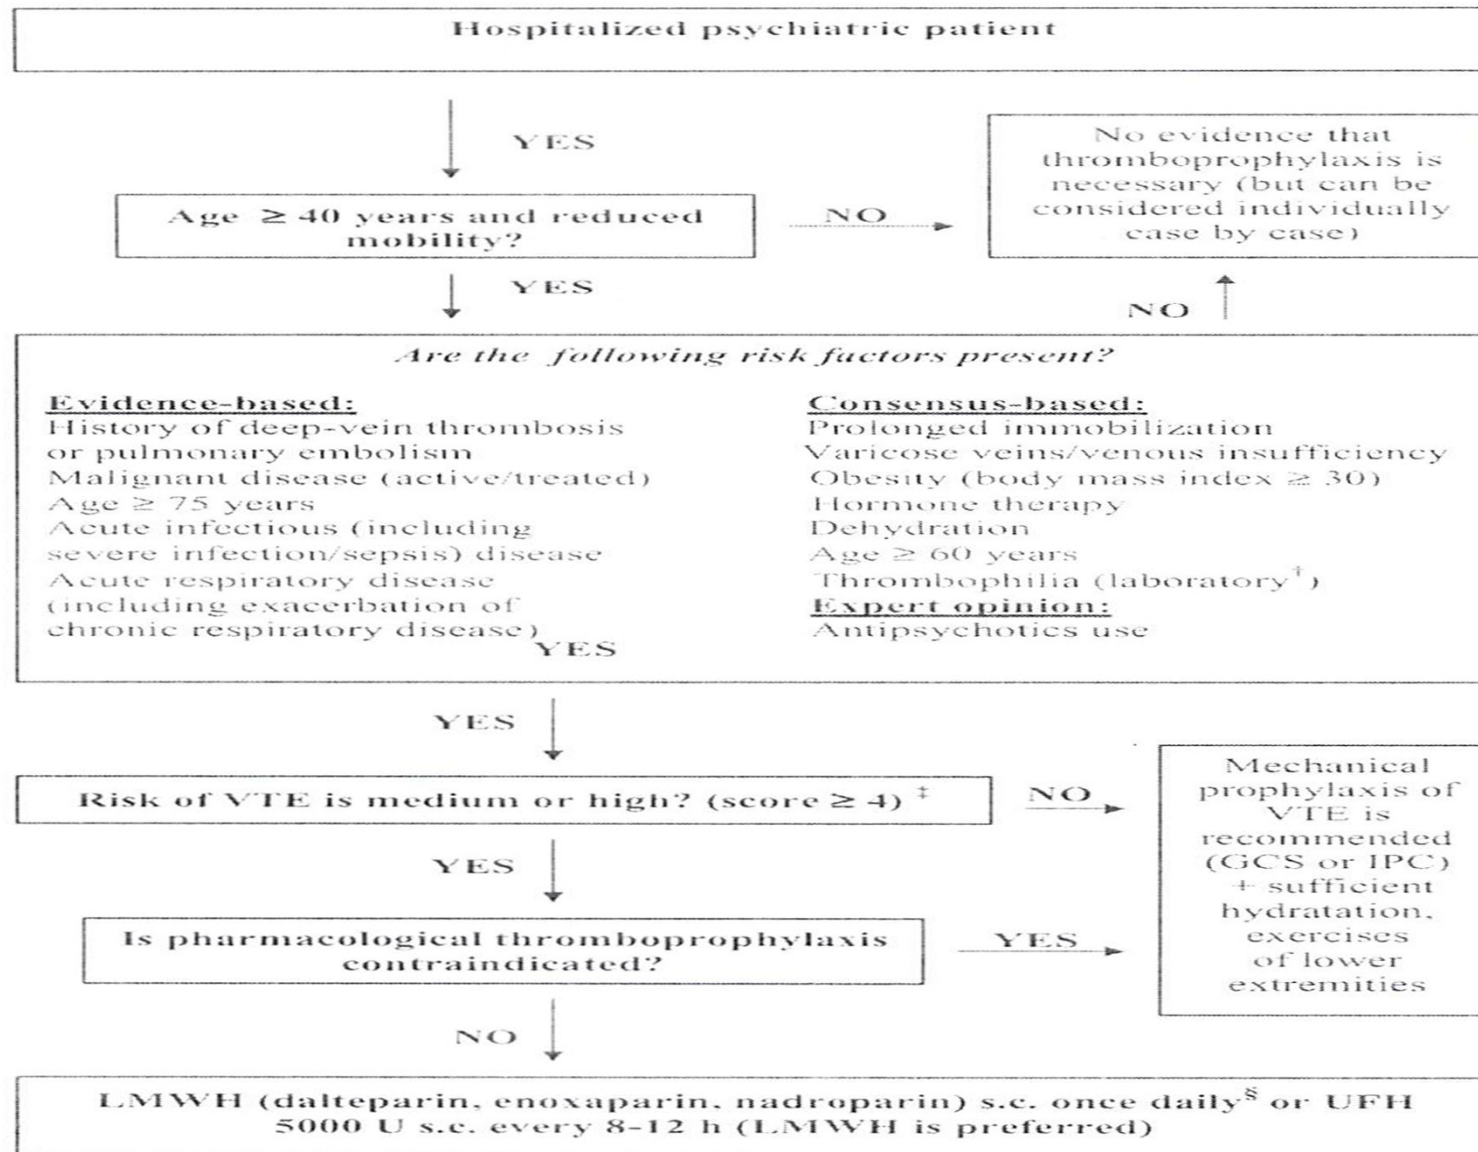 Hospitalized psychiatric patient
YES
No evidence that
thromboprophylaxis is
necessary (but can be
considered individually
case by case)
Age ≥ 40 years and reduced
mobility?
NO
YES
NO
Are the following risk factors present?
Evidence-based:
History of deep-vein thrombosis
or pulmonary embolism
Malignant disease (active/treated)
Age ≥ 75 years
Acute infectious (including
severe infection/sepsis) disease
Acute respiratory disease
(including exacerbation of
chronic respiratory disease)
YES
Consensus-based:
Prolonged immobilization
Varicose veins/venous insufficiency
Obesity (body mass index ≥ 30)
Hormone therapy
Dehydration
Age ≥ 60 years
Thrombophilia (laboratory†)
Expert opinion:
Antipsychotics use
YES
Risk of VTE is medium or high? (score ≥ 4) ‡
NO
Mechanical
prophylaxis of
VTE is
recommended
(GCS or IPC)
+ sufficient
hydratation,
exercises
of lower
extremities
YES
Is pharmacological thromboprophylaxis
contraindicated?
YES
NO
LMWH (dalteparin, enoxaparin, nadroparin) s.c. once daily§ or UFH
5000 U s.c. every 8-12 h (LMWH is preferred)